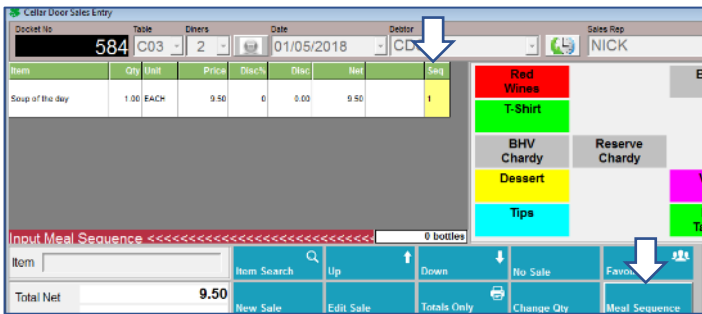 Cellar Door Sales Entry
Docket No Table Diners Date Debtor Sales Rep
584 C03 2 01/05/2018 CD NICK
Item Qty Unit Price Disc% Disc Net Seq
Soup of the day 1.00 EACH 9.50 0 0.00 9.50 1
Red
Wines
T-Shirt
BHV
Chardy
Reserve
Chardy
Dessert
Tips
Input Meal Sequence <<<<<<<<<<<<<<<<<<<<<<<<<<<< 0 bottles
Item
Item Search Up Down No Sale
Total Net 9.50
New Sale Edit Sale Totals Only Change Qty Meal Sequence